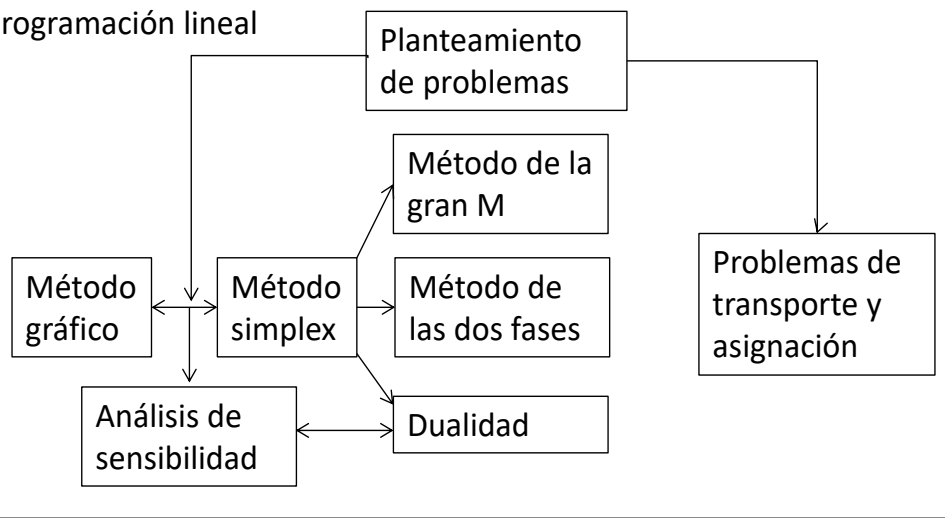 rogramación lineal
Planteamiento
de problemas
Método de la
gran M
Método
gráfico
Método
simplex
Método de
las dos fases
Problemas de
transporte y
asignación
Análisis de
sensibilidad
Dualidad